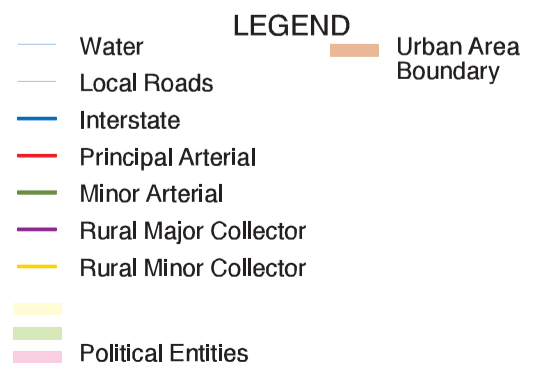 LEGEND
Water
Local Roads
Interstate
Principal Arterial
Minor Arterial
Rural Major Collector
Rural Minor Collector
Political Entities
Urban Area
Boundary